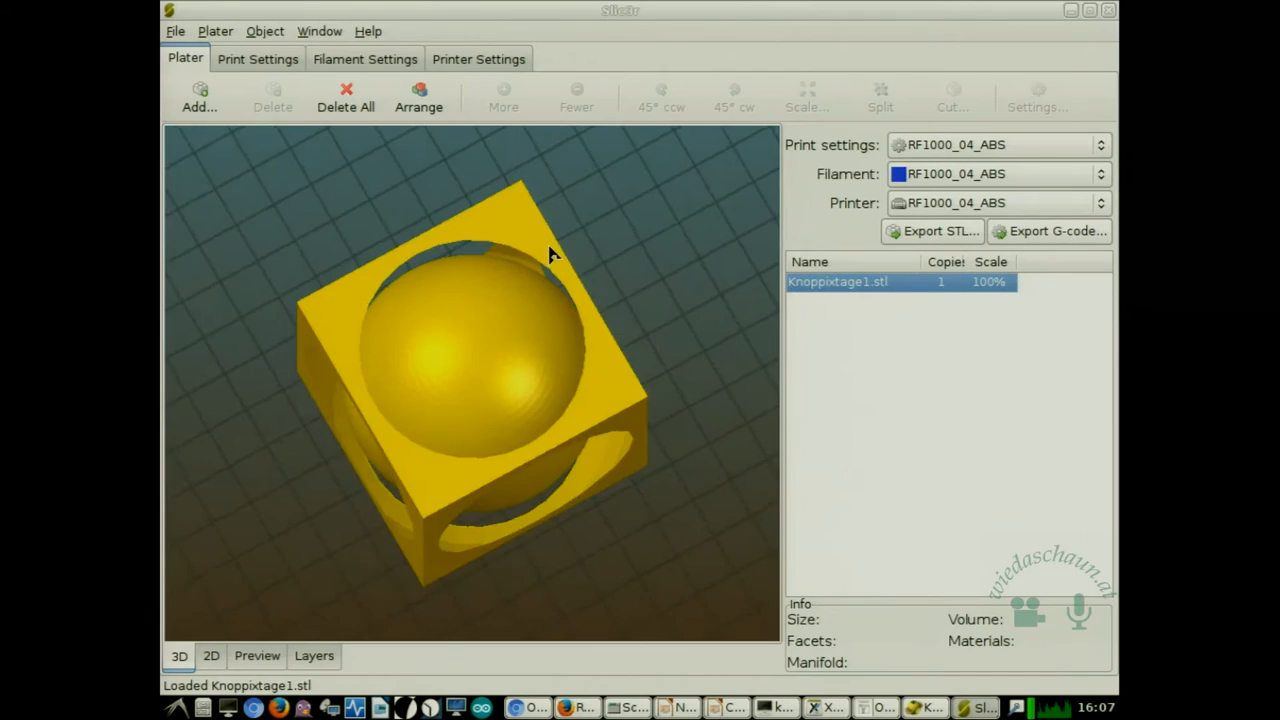 Slic3r
File Plater Object Window Help
Plater Print Settings Filament Settings Printer Settings
Add... Delete Delete All Arrange More Fewer 45° ccw 45° cw Scale... Split Cut... Settings...
Print settings: RF1000_04_ABS
Filament: RF1000_04_ABS
Printer: RF1000_04_ABS
Export STL... Export G-code...
Name Copie Scale
Knoppixtage1.stl 1 100%
wiedaschaun.at
Info
Size: Volume:
Facets: Materials:
Manifold:
3D 2D Preview Layers
Loaded Knoppixtage1.stl
O... R... Sc... N... C... k... X... O... K... Sl... 16:07